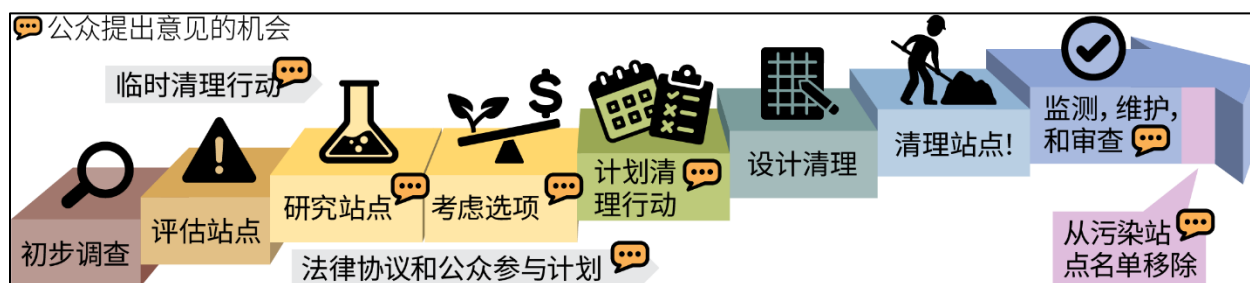 公众提出意见的机会
临时清理行动
初步调查
评估站点
研究站点
考虑选项
法律协议和公众参与计划
计划清
理行动
设计清理
清理站点!
监测, 维护,
和审查
从污染站
点名单移除